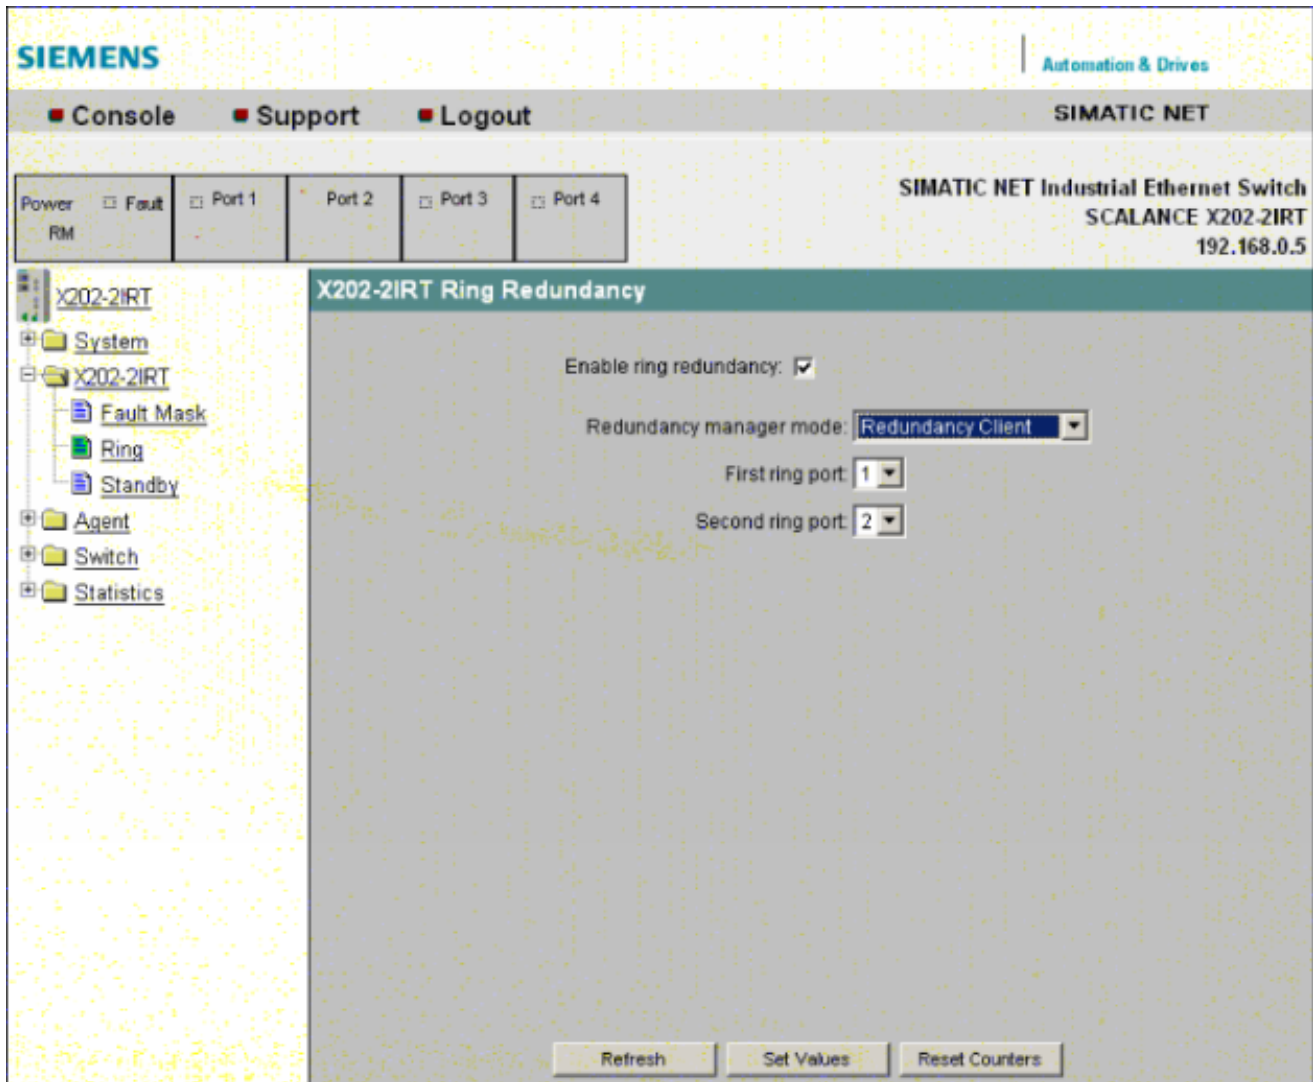 SIEMENS
Automation & Drives
Console Support Logout SIMATIC NET
Power Fault Port 1 Port 2 Port 3 Port 4
RM
SIMATIC NET Industrial Ethernet Switch
SCALANCE X202-2IRT
192.168.0.5
X202-2IRT
System
X202-2IRT
Fault Mask
Ring
Standby
Agent
Switch
Statistics
X202-2IRT Ring Redundancy
Enable ring redundancy:
Redundancy manager mode: Redundancy Client
First ring port: 1
Second ring port: 2
Refresh Set Values Reset Counters